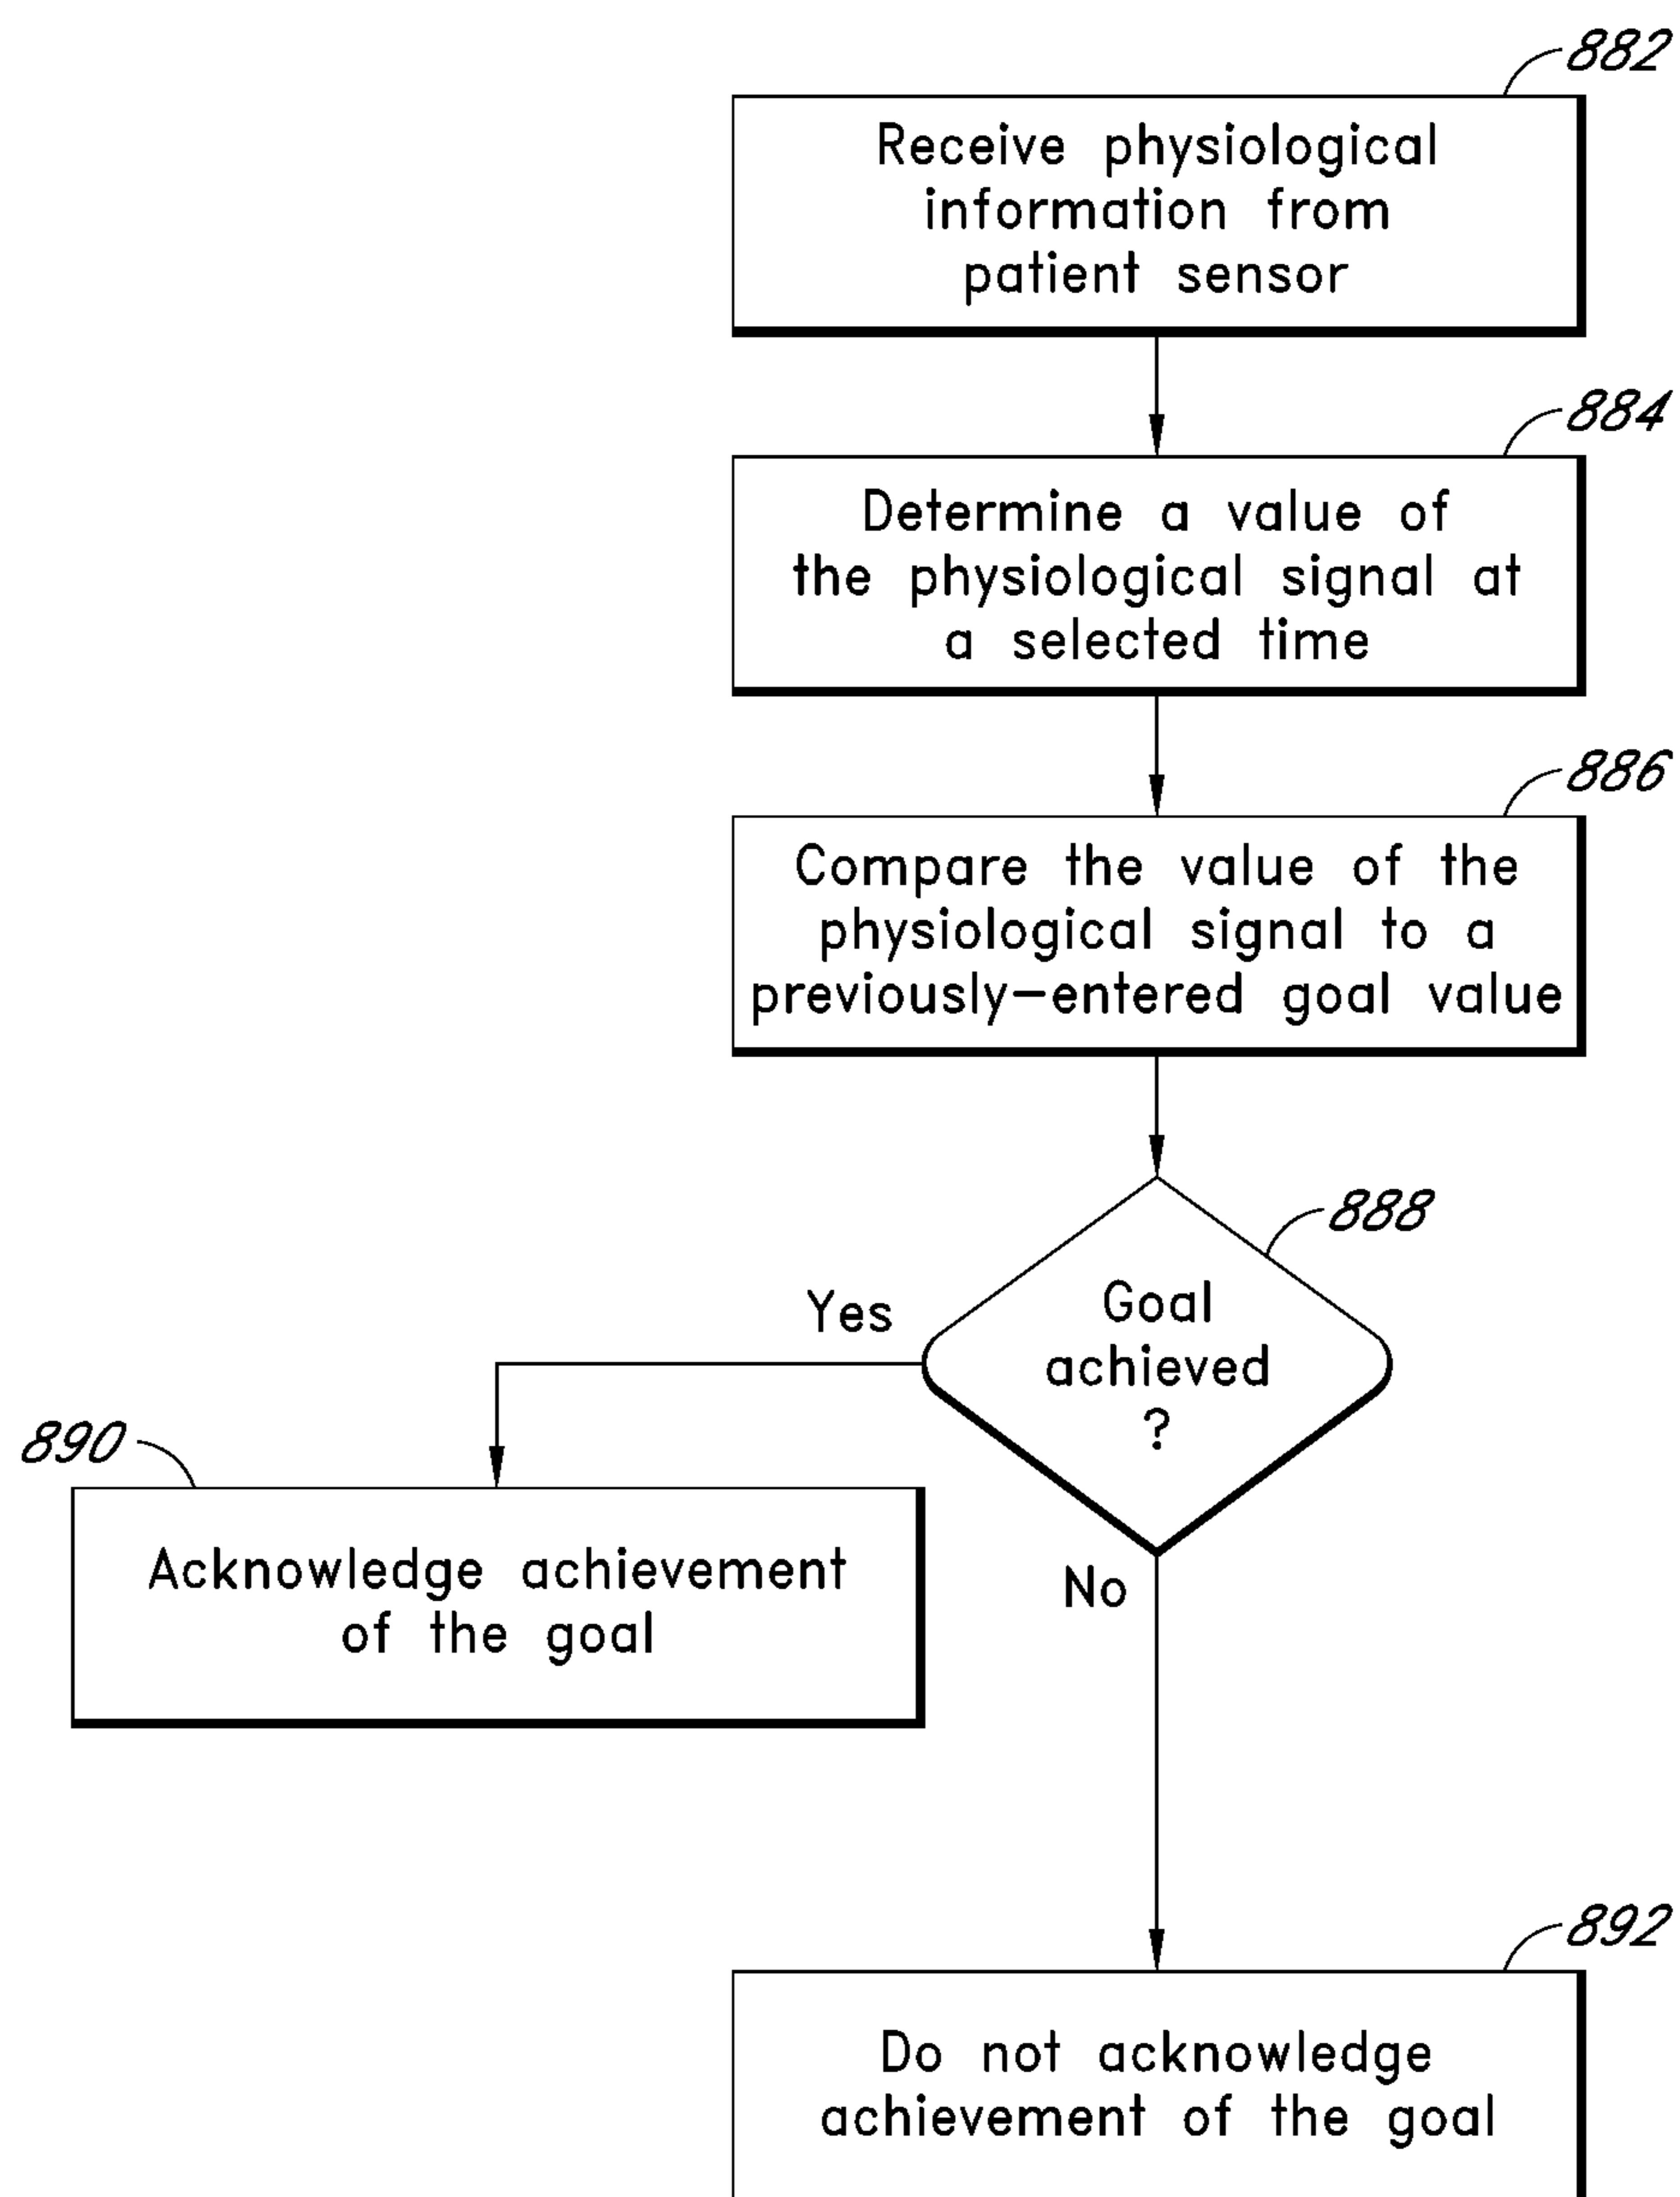 882
Receive physiological
information from
patient sensor
884
Determine a value of
the physiological signal at
a selected time
886
Compare the value of the
physiological signal to a
previously-entered goal value
888
Goal
achieved
?
Yes
890
Acknowledge achievement
of the goal
No
892
Do not acknowledge
achievement of the goal